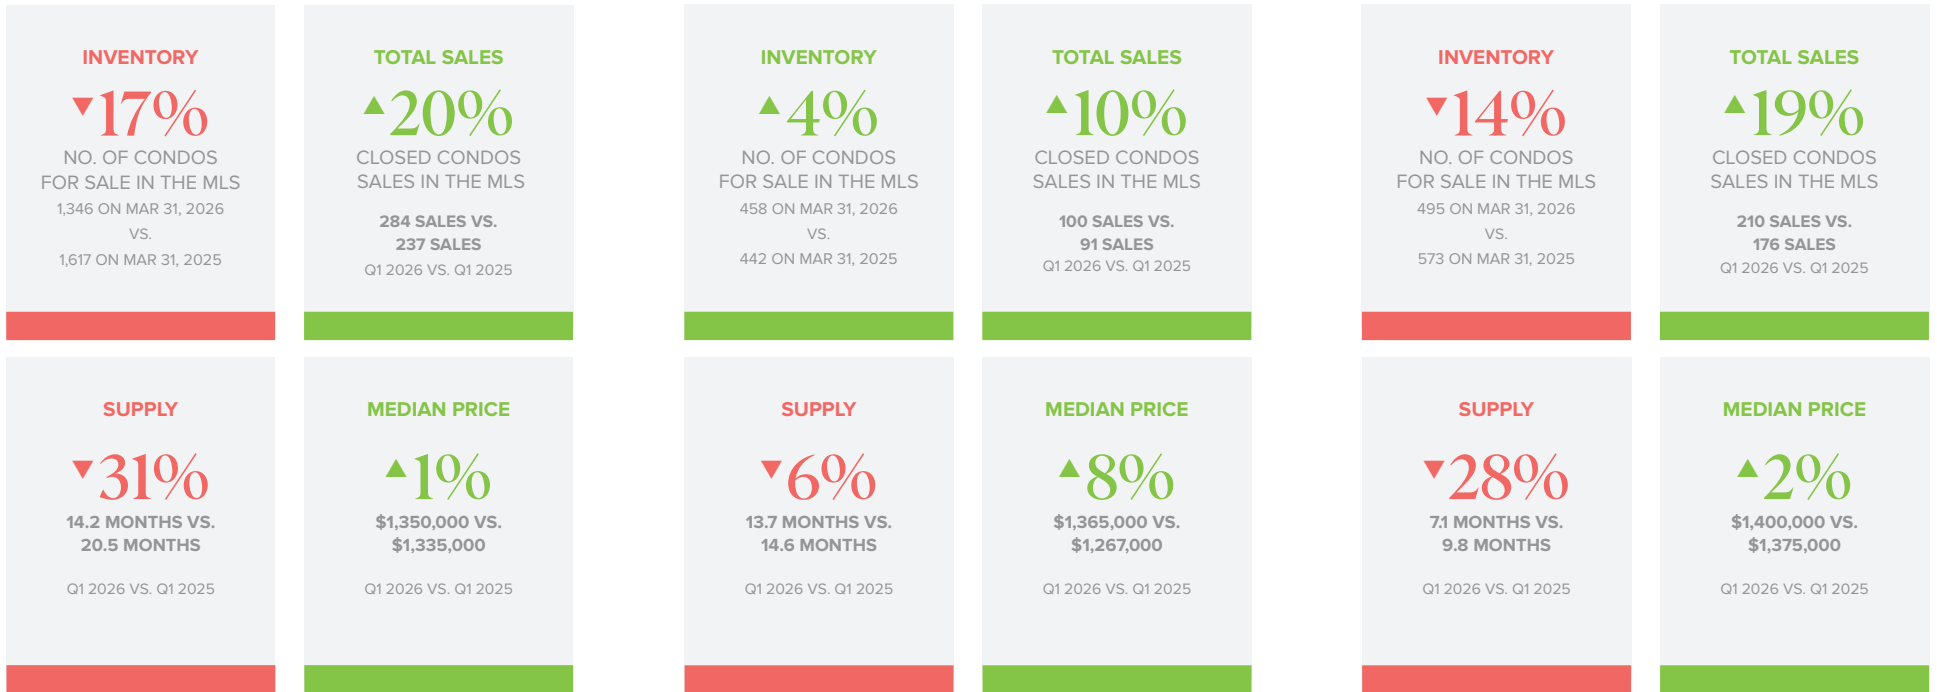 INVENTORY
▼17%
NO. OF CONDOS
FOR SALE IN THE MLS
1,346 ON MAR 31, 2026
VS.
1,617 ON MAR 31, 2025
TOTAL SALES
▲20%
CLOSED CONDOS
SALES IN THE MLS
284 SALES VS.
237 SALES
Q1 2026 VS. Q1 2025
SUPPLY
▼31%
14.2 MONTHS VS.
20.5 MONTHS
Q1 2026 VS. Q1 2025
MEDIAN PRICE
▲1%
$1,350,000 VS.
$1,335,000
Q1 2026 VS. Q1 2025
INVENTORY
▲4%
NO. OF CONDOS
FOR SALE IN THE MLS
458 ON MAR 31, 2026
VS.
442 ON MAR 31, 2025
TOTAL SALES
▲10%
CLOSED CONDOS
SALES IN THE MLS
100 SALES VS.
91 SALES
Q1 2026 VS. Q1 2025
SUPPLY
▼6%
13.7 MONTHS VS.
14.6 MONTHS
Q1 2026 VS. Q1 2025
MEDIAN PRICE
▲8%
$1,365,000 VS.
$1,267,000
Q1 2026 VS. Q1 2025
INVENTORY
▼14%
NO. OF CONDOS
FOR SALE IN THE MLS
495 ON MAR 31, 2026
VS.
573 ON MAR 31, 2025
TOTAL SALES
▲19%
CLOSED CONDOS
SALES IN THE MLS
210 SALES VS.
176 SALES
Q1 2026 VS. Q1 2025
SUPPLY
▼28%
7.1 MONTHS VS.
9.8 MONTHS
Q1 2026 VS. Q1 2025
MEDIAN PRICE
▲2%
$1,400,000 VS.
$1,375,000
Q1 2026 VS. Q1 2025